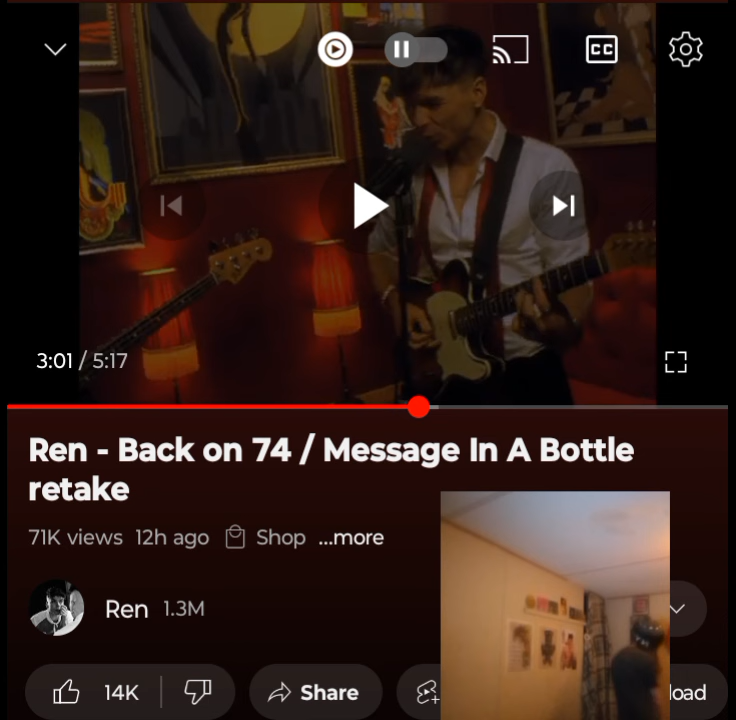 CC
3:01 / 5:17
Ren - Back on 74 / Message In A Bottle
retake
71K views 12h ago Shop ...more
Ren 1.3M
14K Share load